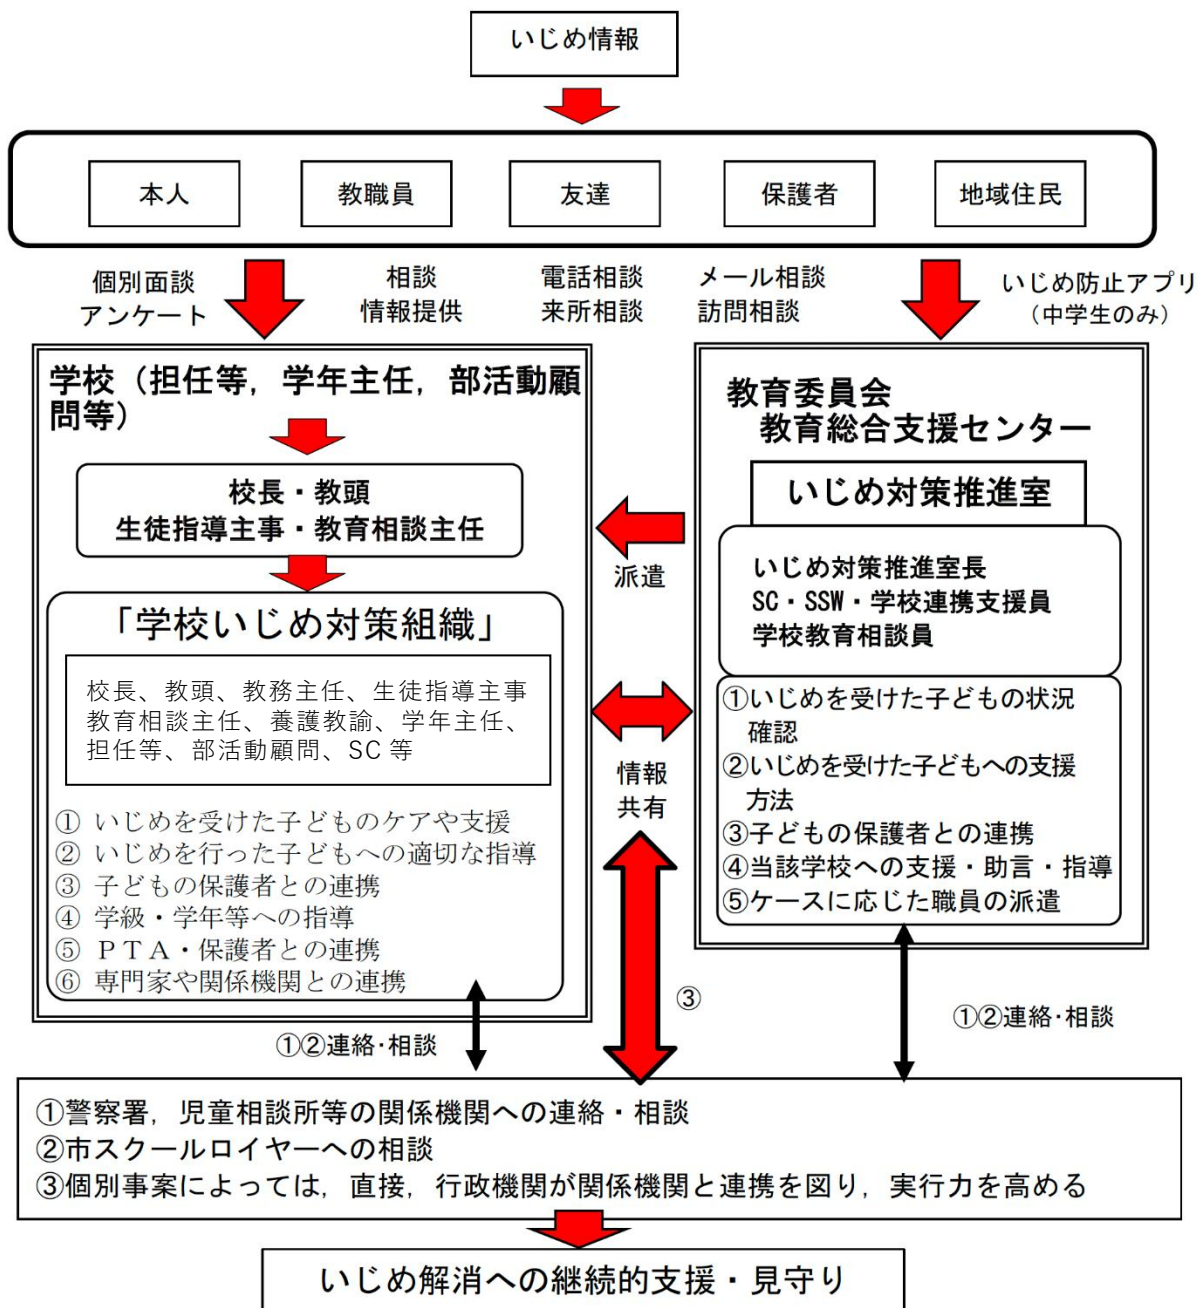 いじめ情報
本人
教職員
友達
保護者
地域住民
個別面談
アンケート
相談
情報提供
電話相談
来所相談
メール相談
訪問相談
いじめ防止アプリ
（中学生のみ）
学校（担任等，学年主任，部活動顧
問等）
校長・教頭
生徒指導主事・教育相談主任
「学校いじめ対策組織」
校長、教頭、教務主任、生徒指導主事
教育相談主任、養護教諭、学年主任、
担任等、部活動顧問、SC 等
① いじめを受けた子どものケアや支援
② いじめを行った子どもへの適切な指導
③ 子どもの保護者との連携
④ 学級・学年等への指導
⑤ ＰＴＡ・保護者との連携
⑥ 専門家や関係機関との連携
派遣
情報
共有
教育委員会
教育総合支援センター
いじめ対策推進室
いじめ対策推進室長
SC・SSW・学校連携支援員
学校教育相談員
①いじめを受けた子どもの状況
確認
②いじめを受けた子どもへの支援
方法
③子どもの保護者との連携
④当該学校への支援・助言・指導
⑤ケースに応じた職員の派遣
①②連絡･相談
③
①②連絡･相談
①警察署，児童相談所等の関係機関への連絡・相談
②市スクールロイヤーへの相談
③個別事案によっては，直接，行政機関が関係機関と連携を図り，実行力を高める
いじめ解消への継続的支援・見守り